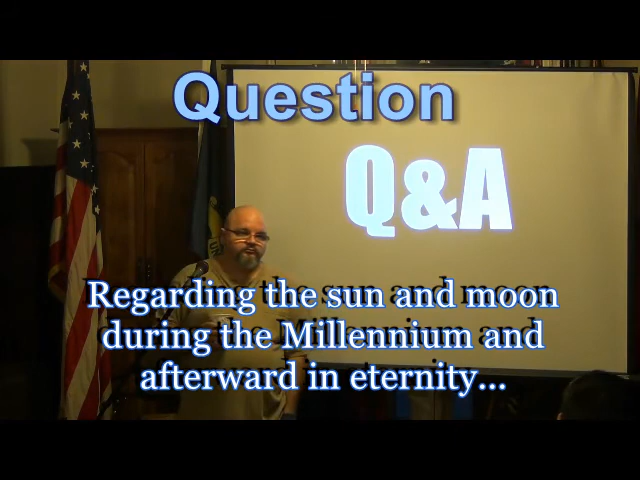 Question
Q&A
Regarding the sun and moon
during the Millennium and
afterward in eternity...